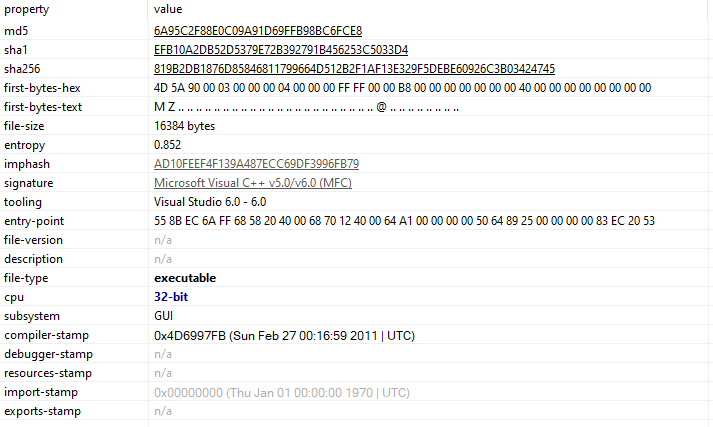 property value
md5 6A95C2F88E0C09A91D69FFB98BC6FCE8
sha1 EFB10A2DB52D5379E72B392791B456253C5033D4
sha256 819B2DB1876D85846811799664D512B2F1AF13E329F5DEBE60926C3B03424745
first-bytes-hex 4D 5A 90 00 03 00 00 00 04 00 00 00 FF FF 00 00 B8 00 00 00 00 00 00 00 40 00 00 00 00 00 00 00 00
first-bytes-text M Z .. .. .. .. .. .. .. .. .. .. .. .. .. .. .. .. .. .. .. .. .. .. @ .. .. .. .. .. .. .. ..
file-size 16384 bytes
entropy 0.852
imphash AD10FEEF4F139A487ECC69DF3996FB79
signature Microsoft Visual C++ v5.0/v6.0 (MFC)
tooling Visual Studio 6.0 - 6.0
entry-point 55 8B EC 6A FF 68 58 20 40 00 68 70 12 40 00 64 A1 00 00 00 00 50 64 89 25 00 00 00 00 83 EC 20 53
file-version n/a
description n/a
file-type executable
cpu 32-bit
subsystem GUI
compiler-stamp 0x4D6997FB (Sun Feb 27 00:16:59 2011 | UTC)
debugger-stamp n/a
resources-stamp n/a
import-stamp 0x00000000 (Thu Jan 01 00:00:00 1970 | UTC)
exports-stamp n/a